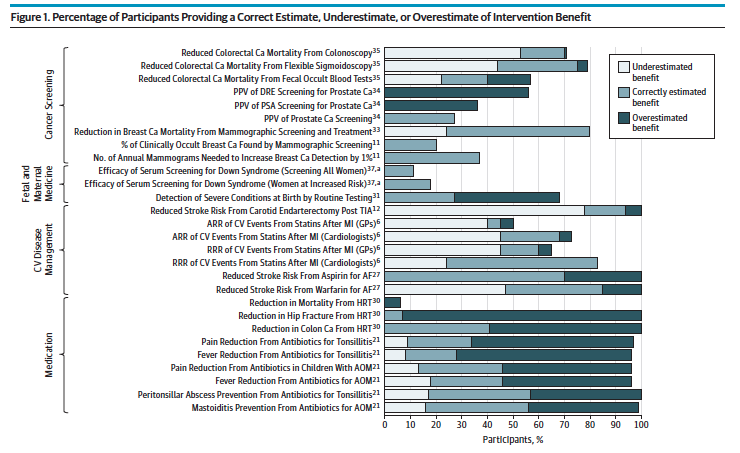 Figure 1. Percentage of Participants Providing a Correct Estimate, Underestimate, or Overestimate of Intervention Benefit
Cancer Screening
Reduced Colorectal Ca Mortality From Colonoscopy35
Reduced Colorectal Ca Mortality From Flexible Sigmoidoscopy35
Reduced Colorectal Ca Mortality From Fecal Occult Blood Tests35
PPV of DRE Screening for Prostate Ca34
PPV of PSA Screening for Prostate Ca34
PPV of Prostate Ca Screening34
Reduction in Breast Ca Mortality From Mammographic Screening and Treatment33
% of Clinically Occult Breast Ca Found by Mammographic Screening11
No. of Annual Mammograms Needed to Increase Breast Ca Detection by 1%11
Fetal and
Maternal
Medicine
Efficacy of Serum Screening for Down Syndrome (Screening All Women)37,a
Efficacy of Serum Screening for Down Syndrome (Women at Increased Risk)37,a
Detection of Severe Conditions at Birth by Routine Testing31
CV Disease
Management
Reduced Stroke Risk From Carotid Endarterectomy Post TIA12
ARR of CV Events From Statins After MI (GPs)6
ARR of CV Events From Statins After MI (Cardiologists)6
RRR of CV Events From Statins After MI (GPs)6
RRR of CV Events From Statins After MI (Cardiologists)6
Reduced Stroke Risk From Aspirin for AF27
Reduced Stroke Risk From Warfarin for AF27
Medication
Reduction in Mortality From HRT30
Reduction in Hip Fracture From HRT30
Reduction in Colon Ca From HRT30
Pain Reduction From Antibiotics for Tonsillitis21
Fever Reduction From Antibiotics for Tonsillitis21
Pain Reduction From Antibiotics in Children With AOM21
Fever Reduction From Antibiotics for AOM21
Peritonsillar Abscess Prevention From Antibiotics for Tonsillitis21
Mastoiditis Prevention From Antibiotics for AOM21
0 10 20 30 40 50 60 70 80 90 100
Participants, %
Underestimated
benefit
Correctly estimated
benefit
Overestimated
benefit